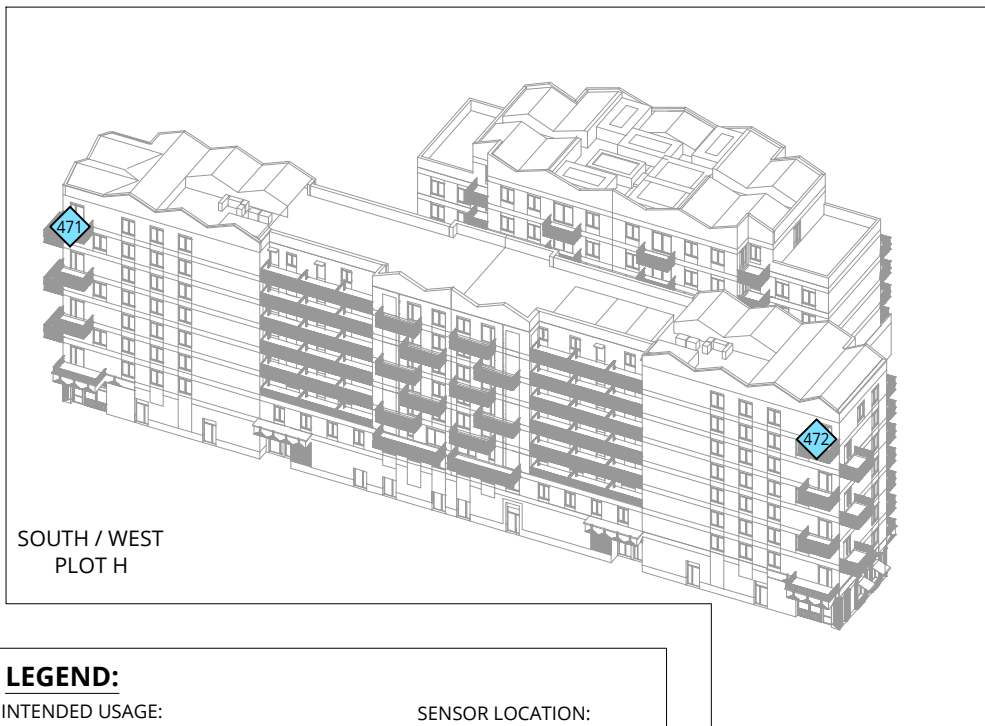 471
472
SOUTH / WEST
PLOT H
LEGEND:
INTENDED USAGE:
SENSOR LOCATION: